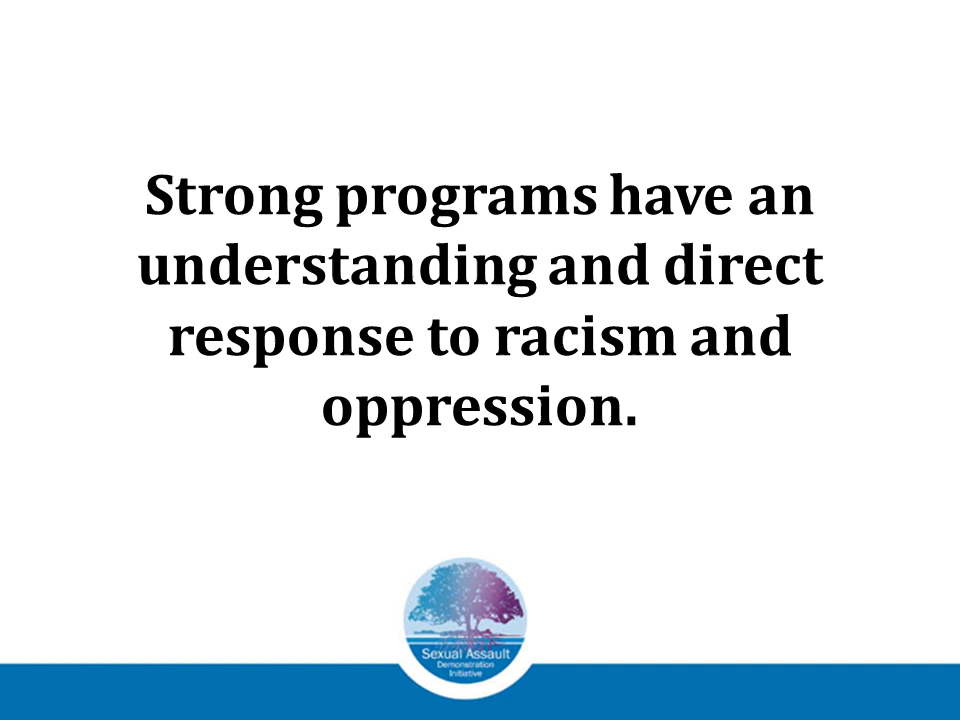 Strong programs have an
understanding and direct
response to racism and
oppression.
Sexual Assault
Demonstration
Initiative